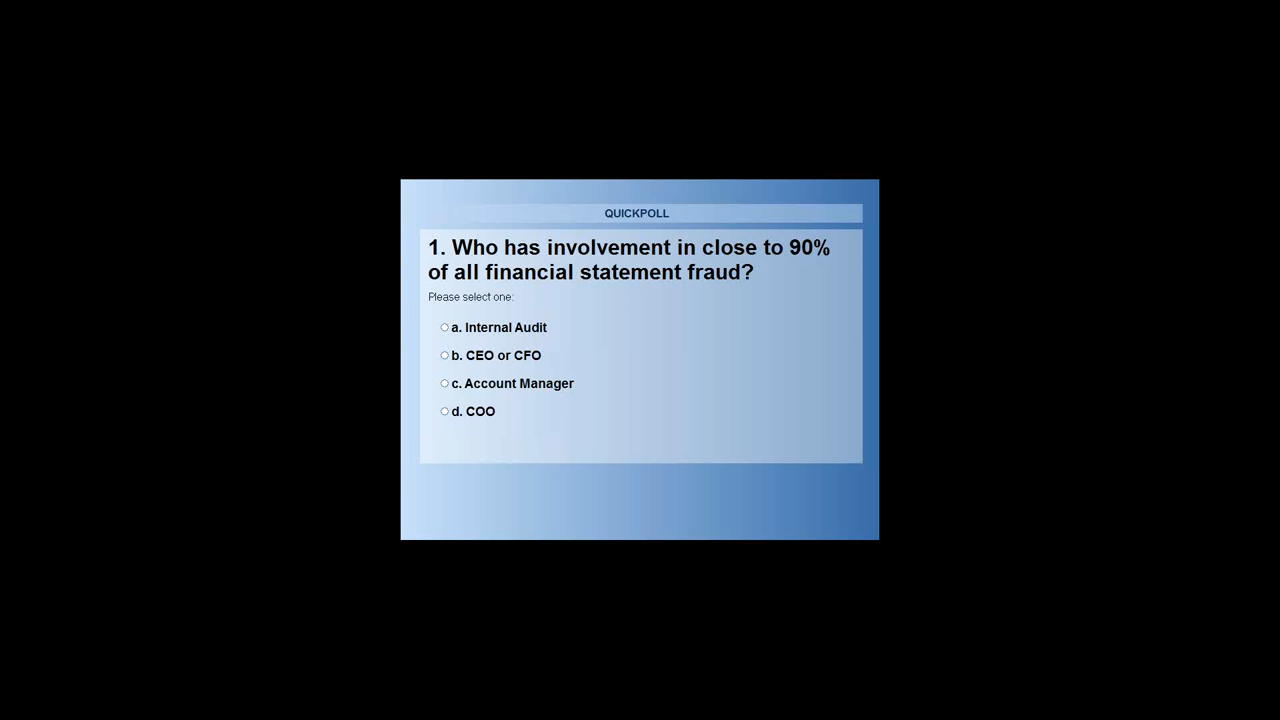 QUICKPOLL
1. Who has involvement in close to 90%
of all financial statement fraud?
Please select one:
a. Internal Audit
b. CEO or CFO
c. Account Manager
d. COO